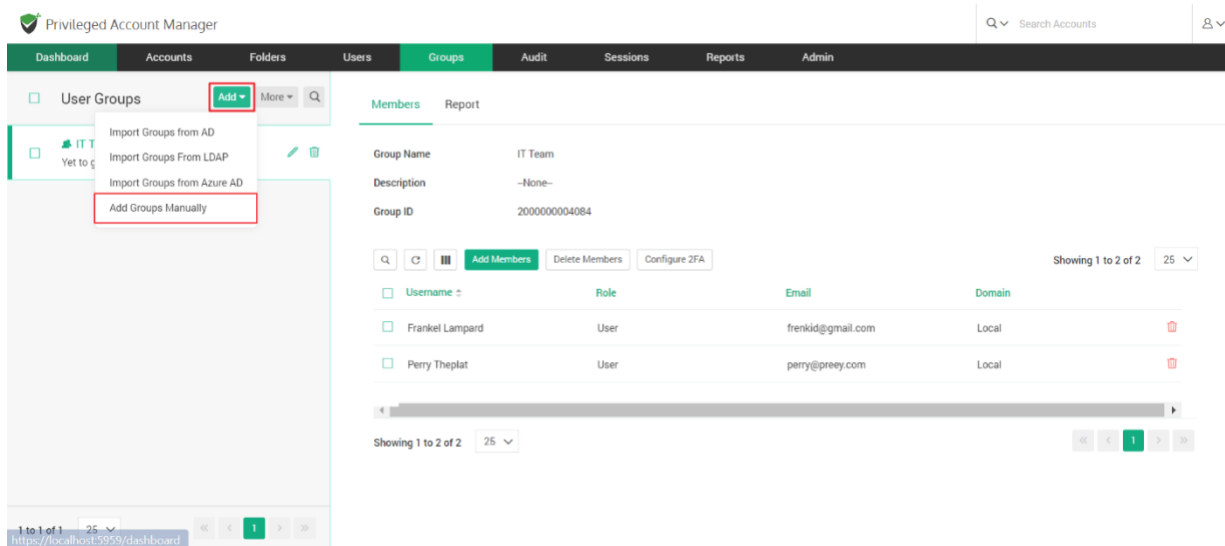 Privileged Account Manager
Search Accounts
Dashboard Accounts Folders Users Groups Audit Sessions Reports Admin
User Groups Add More
Members Report
Import Groups from AD
Import Groups From LDAP
Import Groups from Azure AD
Add Groups Manually
IT T
Yet to g
Group Name IT Team
Description --None--
Group ID 2000000004084
Add Members Delete Members Configure 2FA Showing 1 to 2 of 2 25
Username Role Email Domain
Frankel Lampard User frenkid@gmail.com Local
Perry Theplat User perry@preey.com Local
Showing 1 to 2 of 2 25 « < 1 > »
1 to 1 of 1 25 « < 1 > »
https://localhost:5959/dashboard